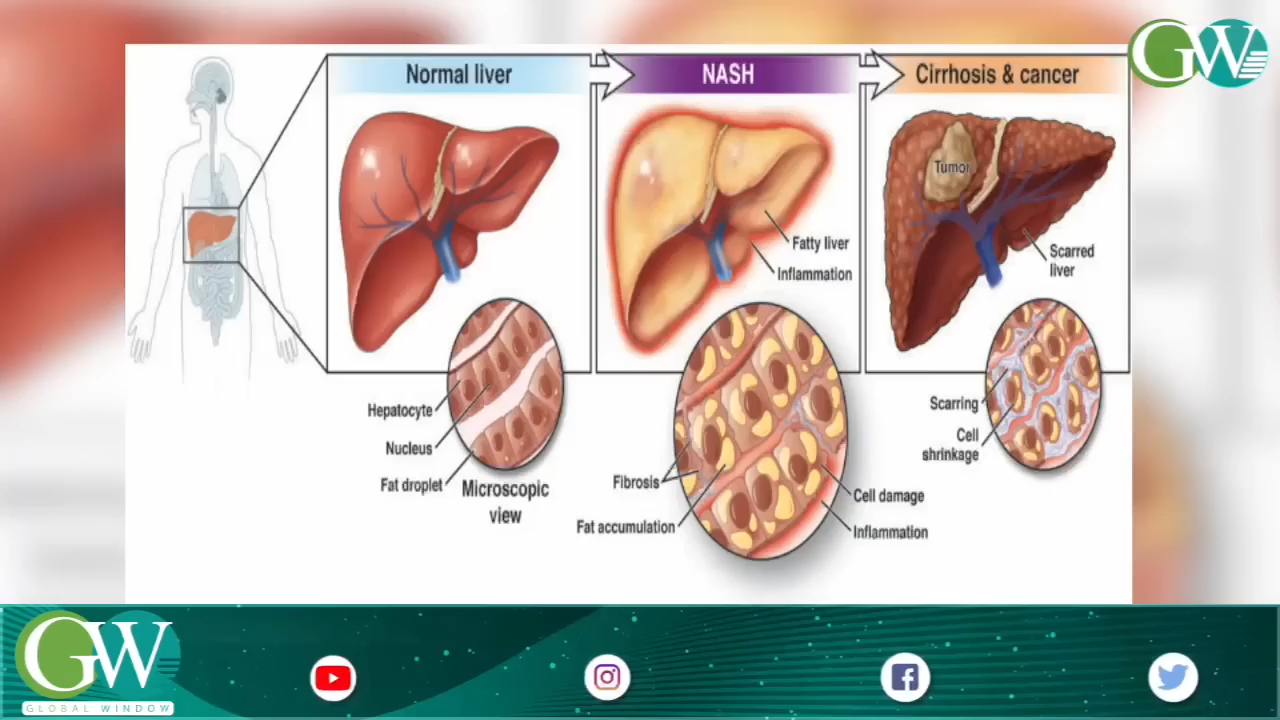 GW
Normal liver
NASH
Cirrhosis & cancer
Tumor
Fatty liver
Inflammation
Scarred
liver
Hepatocyte
Nucleus
Fat droplet
Microscopic
view
Fibrosis
Fat accumulation
Cell damage
Inflammation
Scarring
Cell
shrinkage
GW
GLOBAL WINDOW